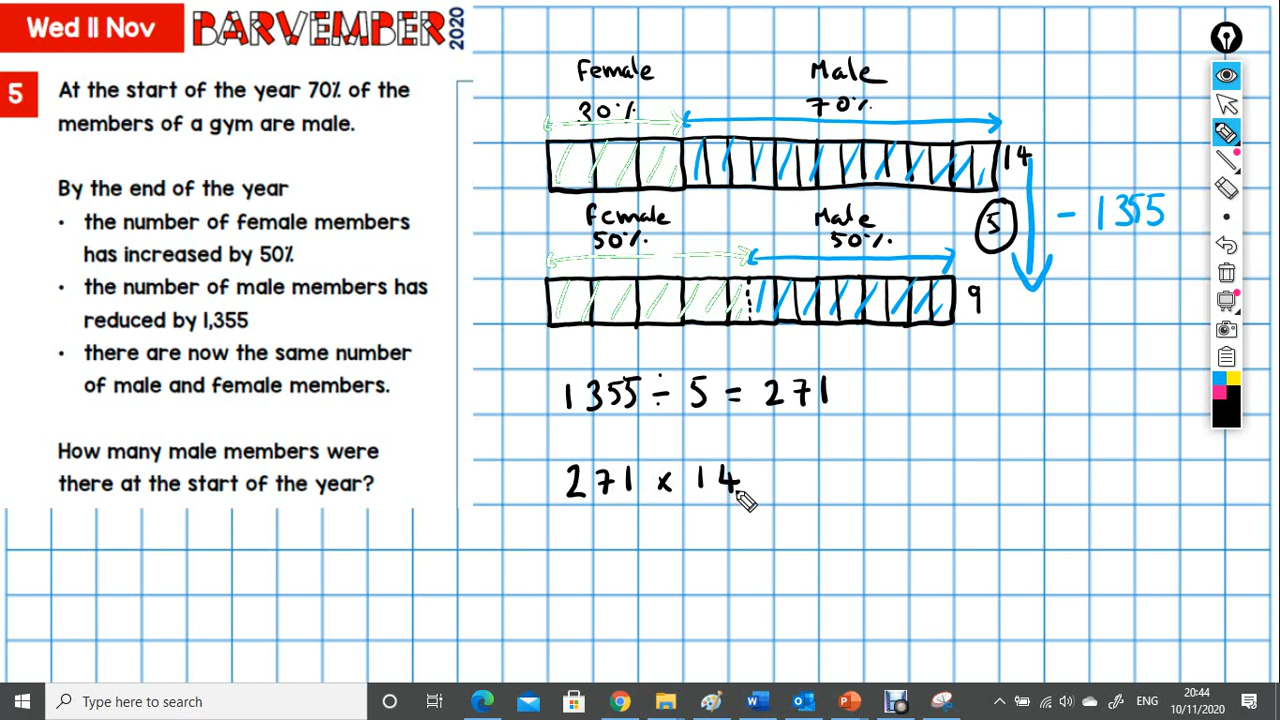 Wed 11 Nov
BARVEMBER
2020
5
At the start of the year 70% of the
members of a gym are male.
By the end of the year
• the number of female members
has increased by 50%
• the number of male members has
reduced by 1,355
• there are now the same number
of male and female members.
How many male members were
there at the start of the year?
Female Male
30% 70%
14
Female Male
50% 50%
5
- 1355
9
1355 ÷ 5 = 271
271 x 14
Type here to search
ENG
20:44
10/11/2020